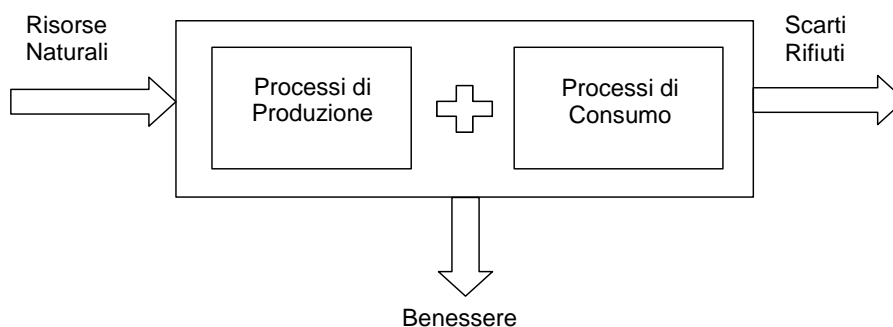 Risorse
Naturali
Processi di
Produzione
Processi di
Consumo
Scarti
Rifiuti
Benessere